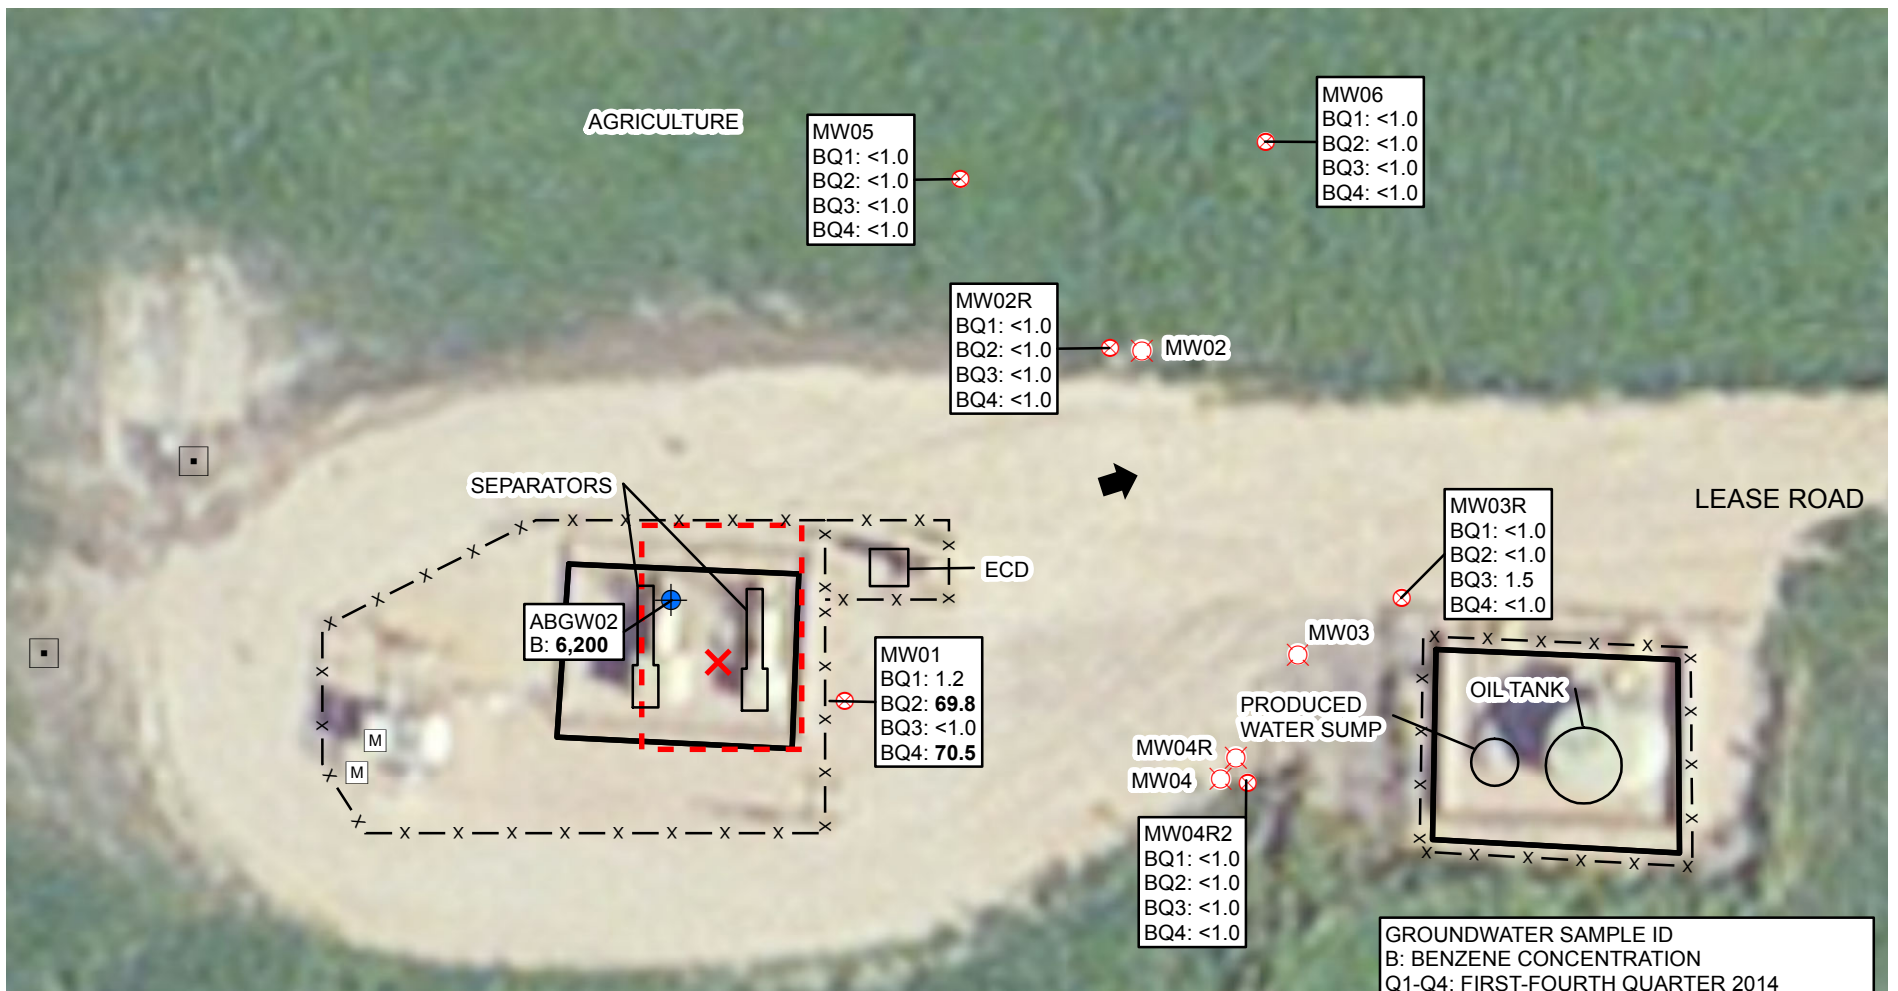 AGRICULTURE
MW05
BQ1: <1.0
BQ2: <1.0
BQ3: <1.0
BQ4: <1.0
MW06
BQ1: <1.0
BQ2: <1.0
BQ3: <1.0
BQ4: <1.0
MW02R
BQ1: <1.0
BQ2: <1.0
BQ3: <1.0
BQ4: <1.0
MW02
SEPARATORS
LEASE ROAD
MW03R
BQ1: <1.0
BQ2: <1.0
BQ3: 1.5
BQ4: <1.0
ECD
ABGW02
B: 6,200
MW01
BQ1: 1.2
BQ2: 69.8
BQ3: <1.0
BQ4: 70.5
MW03
PRODUCED
WATER SUMP
OIL TANK
MW04R
MW04
M
M
MW04R2
BQ1: <1.0
BQ2: <1.0
BQ3: <1.0
BQ4: <1.0
GROUNDWATER SAMPLE ID
B: BENZENE CONCENTRATION
Q1-Q4: FIRST-FOURTH QUARTER 2014